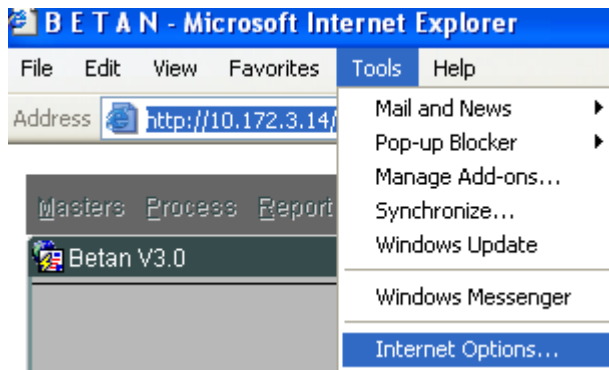 B E T A N - Microsoft Internet Explorer
File Edit View Favorites Tools Help
Address http://10.172.3.14/
Mail and News
Pop-up Blocker
Manage Add-ons...
Synchronize...
Windows Update
Windows Messenger
Internet Options...
Masters Process Report
Betan V3.0